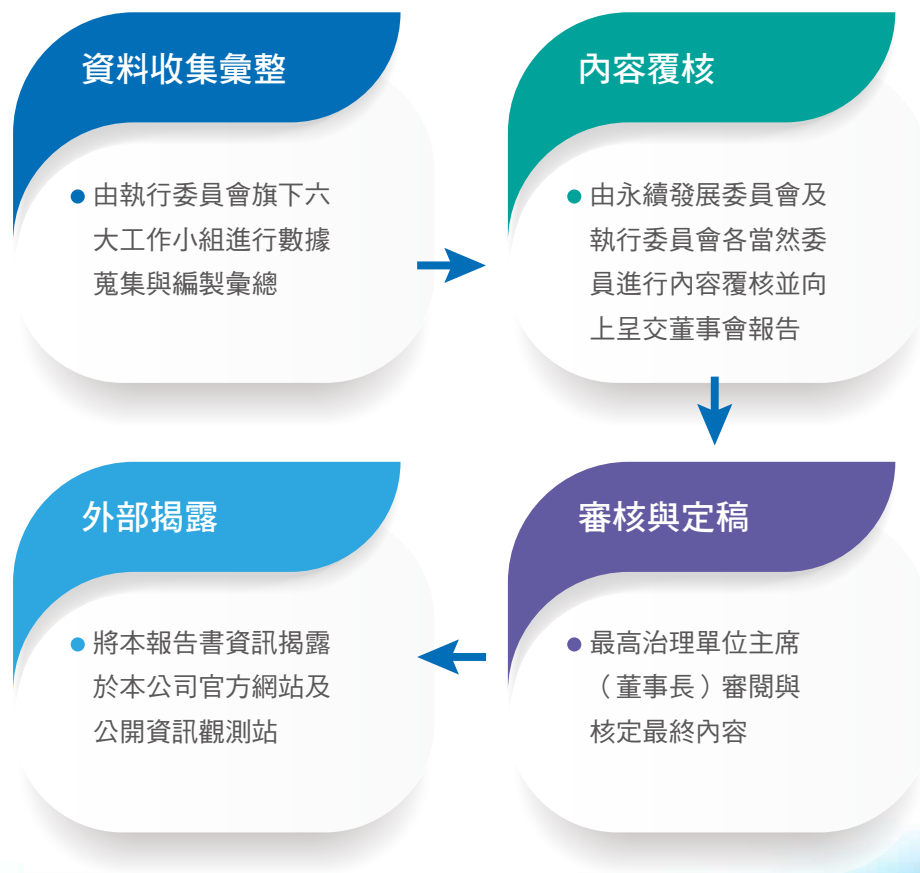 資料收集彙整
● 由執行委員會旗下六
大工作小組進行數據
蒐集與編製彙總
內容覆核
● 由永續發展委員會及
執行委員會各當然委
員進行內容覆核並向
上呈交董事會報告
審核與定稿
● 最高治理單位主席
（董事長）審閱與
核定最終內容
外部揭露
● 將本報告書資訊揭露
於本公司官方網站及
公開資訊觀測站